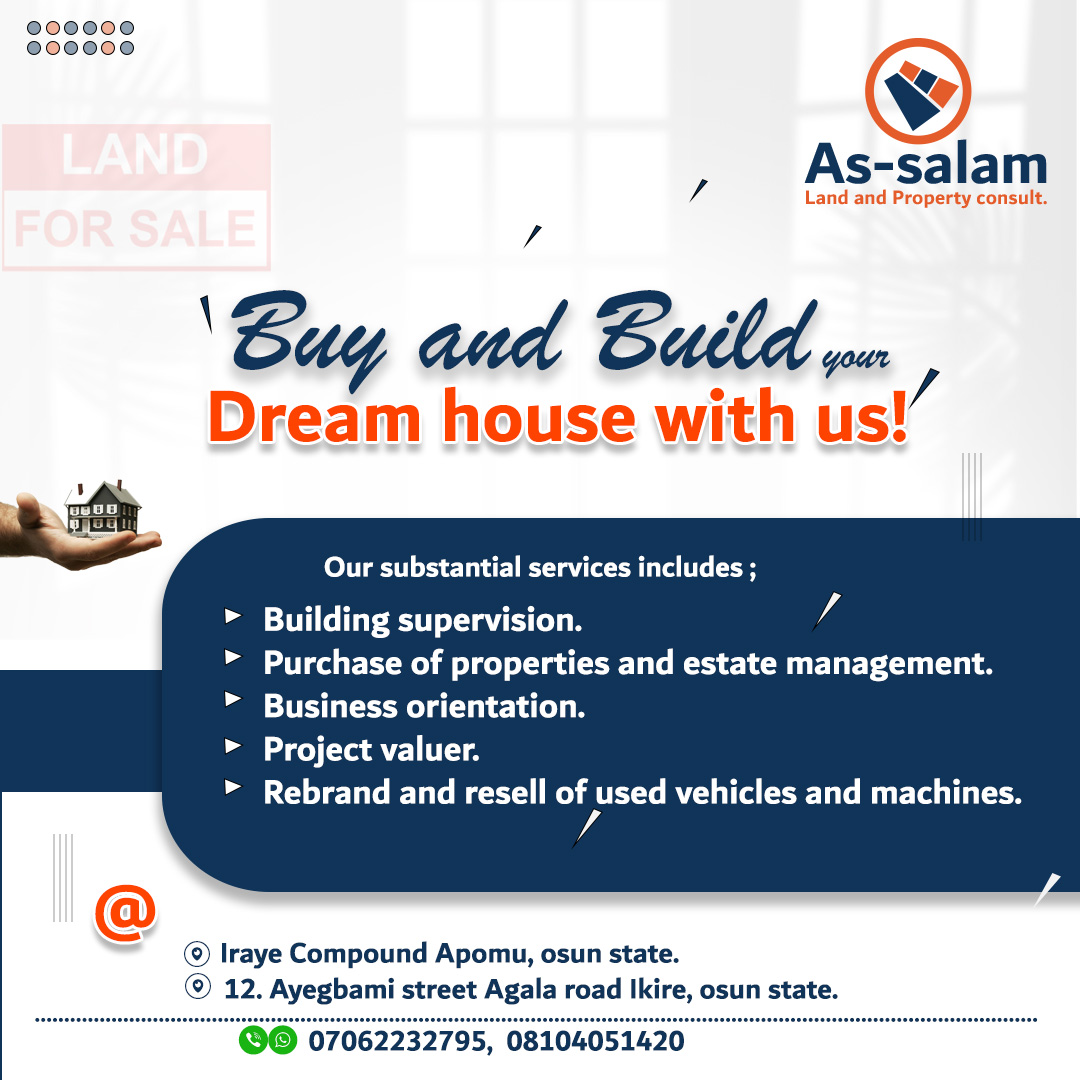 LAND
FOR SALE
As-salam
Land and Property consult.
Buy and Build your
Dream house with us!
Our substantial services includes ;
Building supervision.
Purchase of properties and estate management.
Business orientation.
Project valuer.
Rebrand and resell of used vehicles and machines.
@
Iraye Compound Apomu, osun state.
12. Ayegbami street Agala road Ikire, osun state.
07062232795, 08104051420